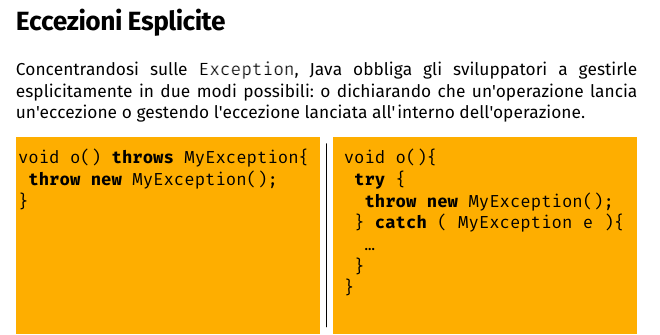 Eccezioni Esplicite
Concentrandosi sulle Exception, Java obbliga gli sviluppatori a gestirle
esplicitamente in due modi possibili: o dichiarando che un'operazione lancia
un'eccezione o gestendo l'eccezione lanciata all'interno dell'operazione.
void o() throws MyException{
throw new MyException();
}
void o(){
try {
throw new MyException();
} catch ( MyException e ){
…
}
}